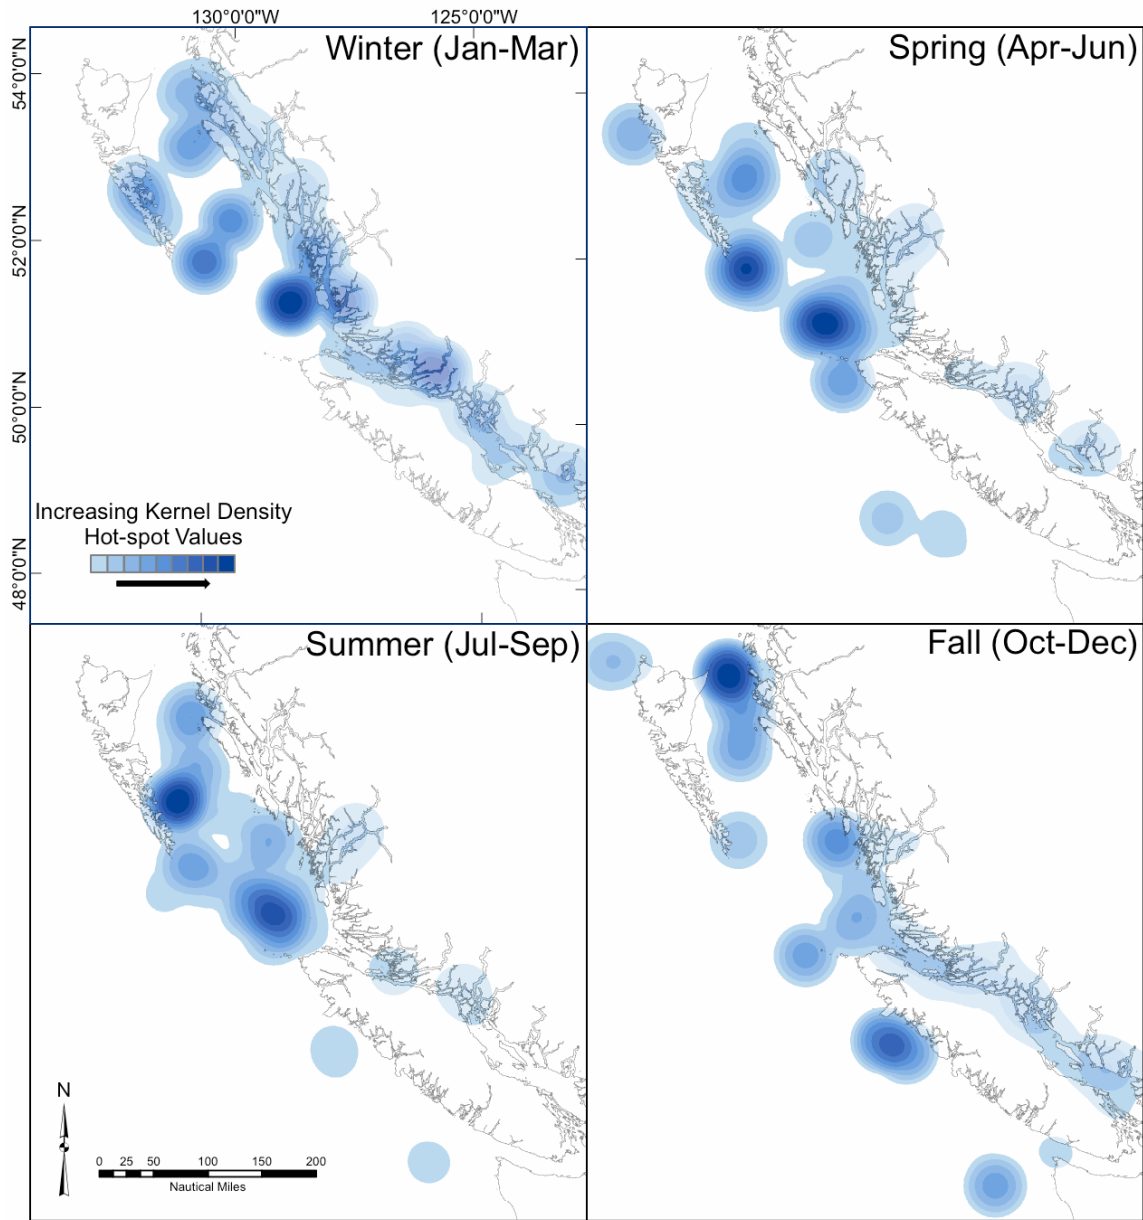 130°0'0"W
125°0'0"W
Winter (Jan-Mar)
Spring (Apr-Jun)
54°0'0"N
52°0'0"N
50°0'0"N
48°0'0"N
Increasing Kernel Density
Hot-spot Values
Summer (Jul-Sep)
Fall (Oct-Dec)
N
0 25 50 100 150 200
Nautical Miles